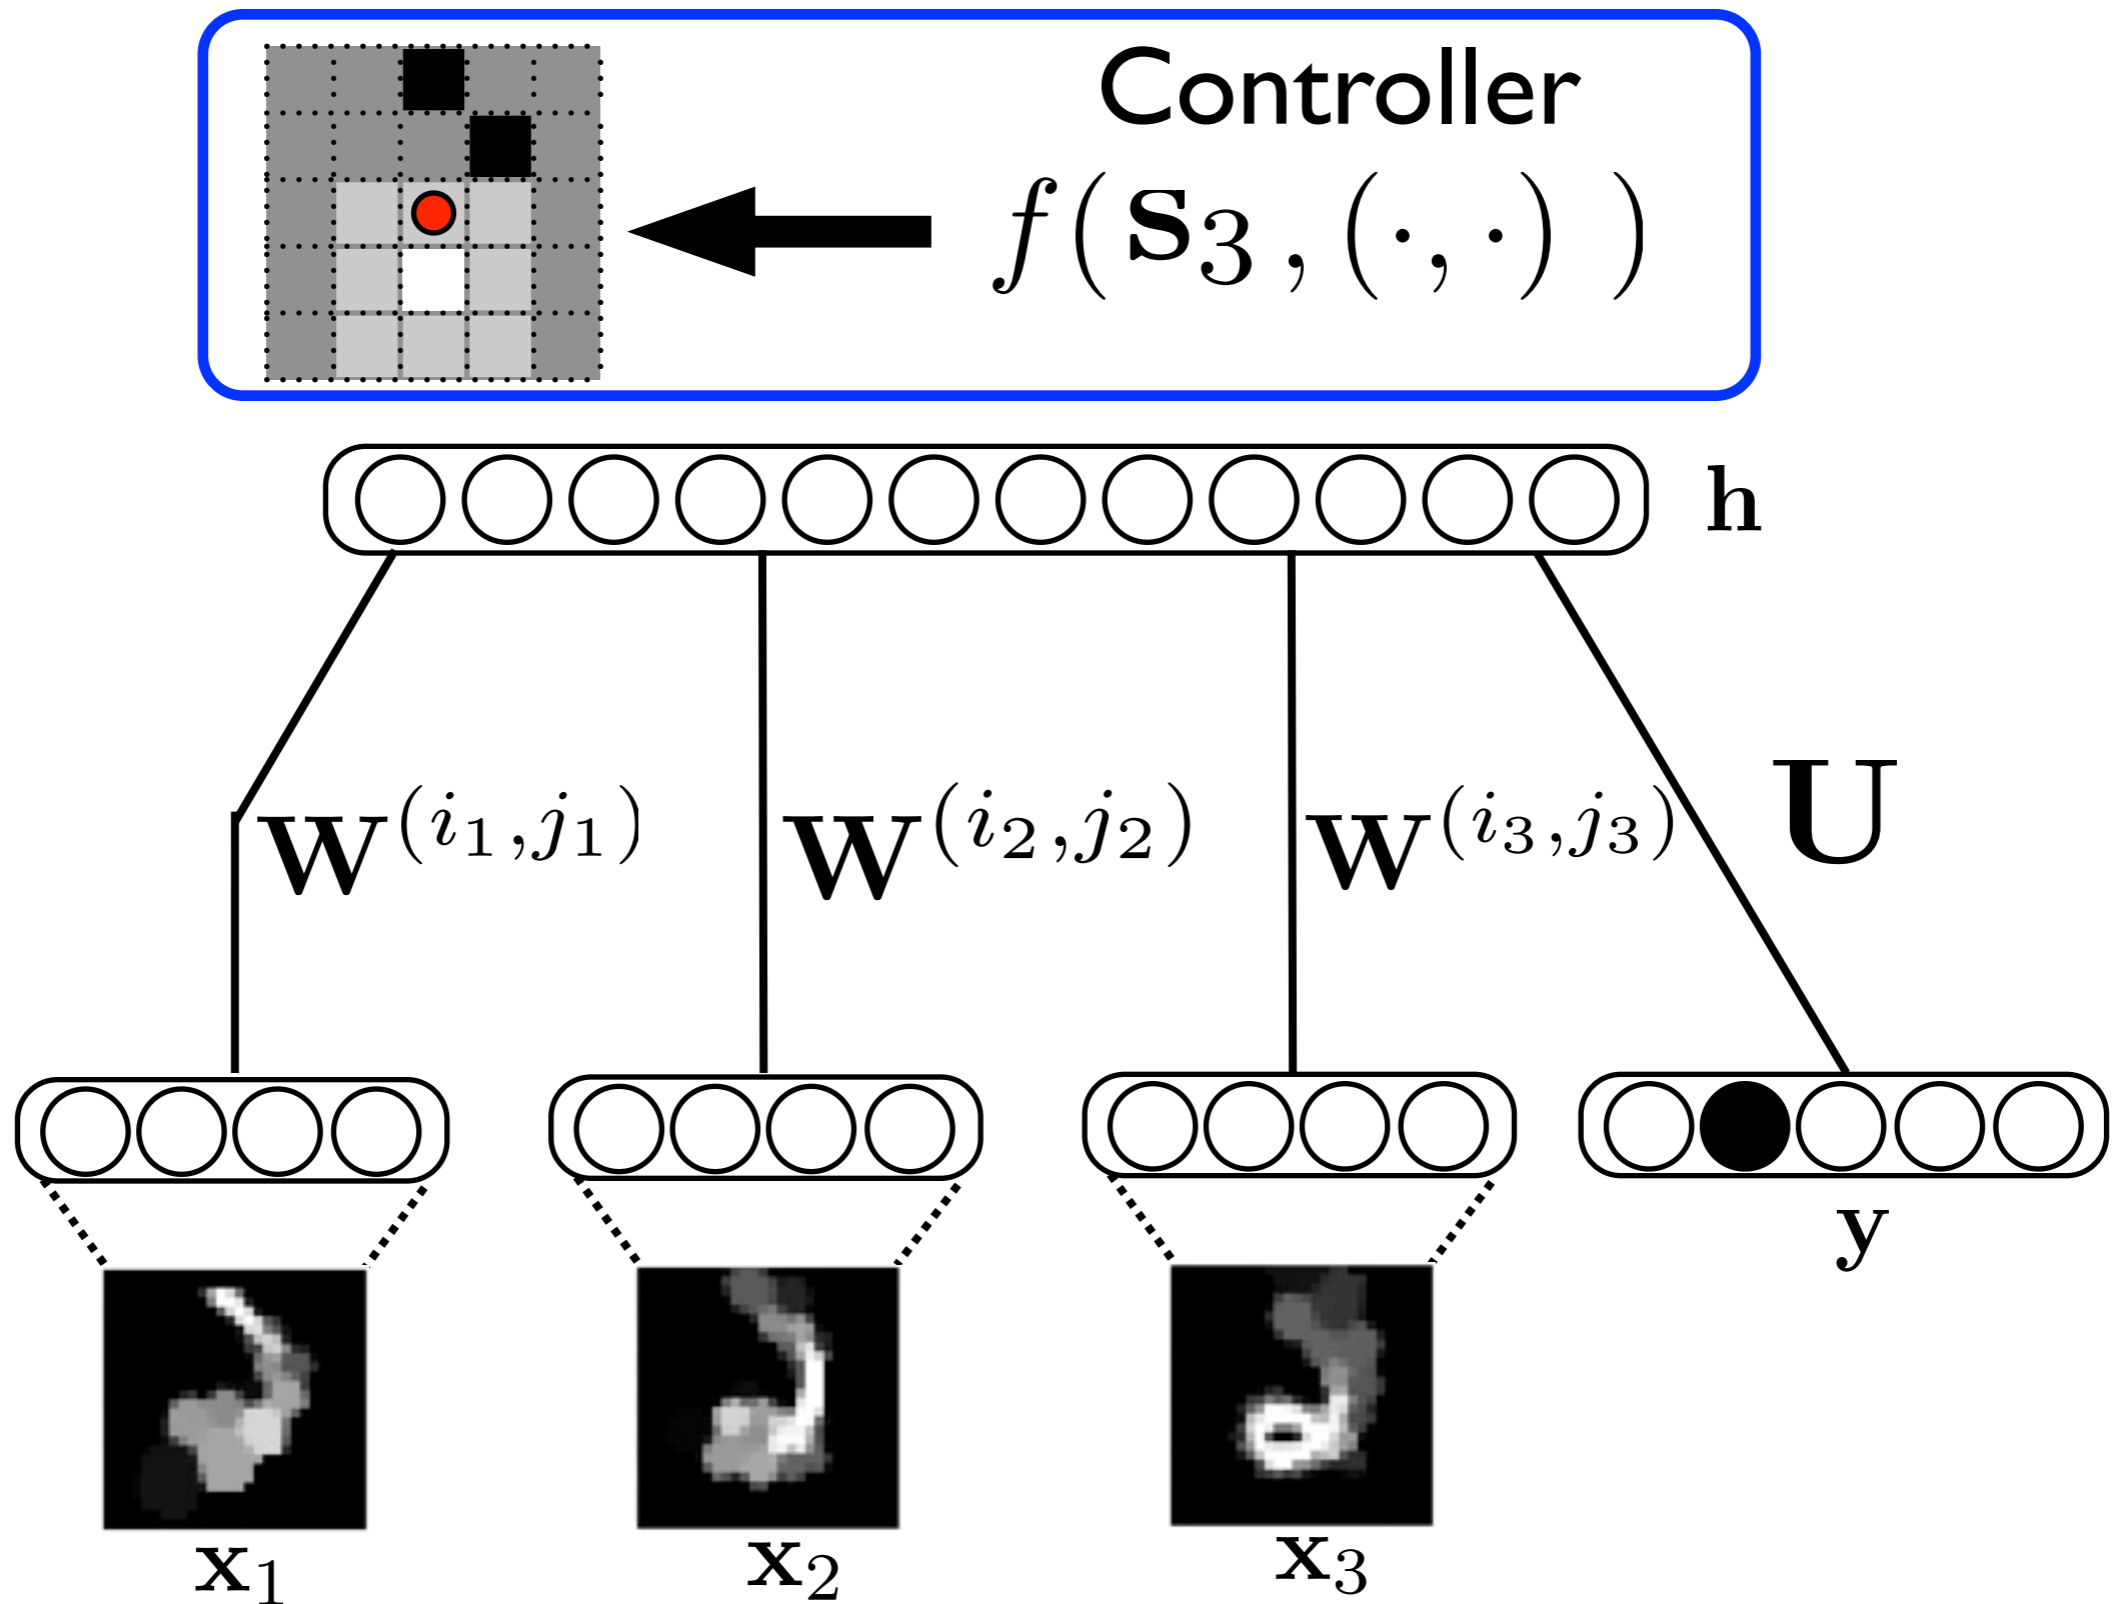 Controller
f( s₃ , (·, ·) )
h
W^(i₁,j₁) W^(i₂,j₂) W^(i₃,j₃) U
y
x₁ x₂ x₃